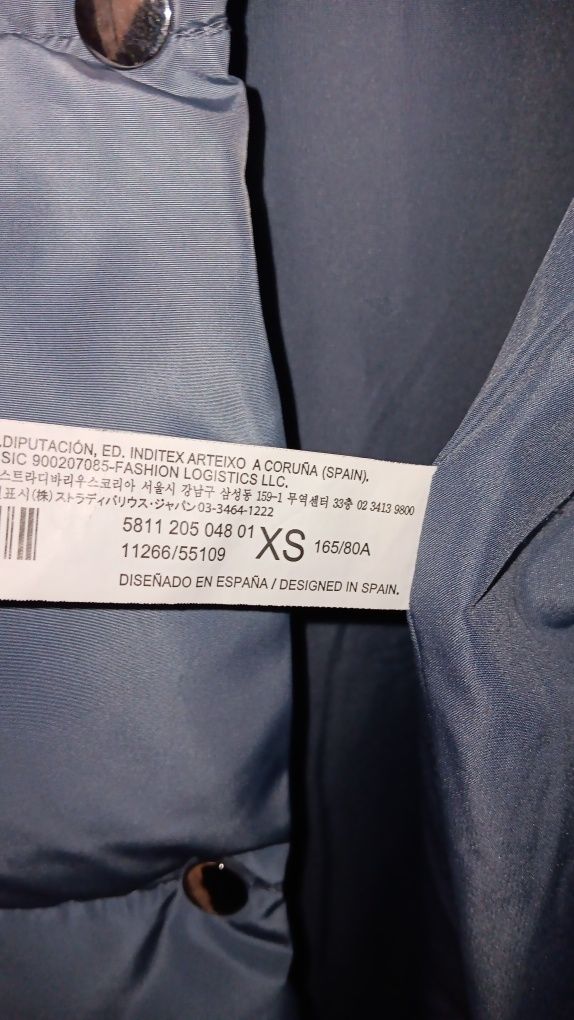 .DIPUTACIÓN, ED. INDITEX ARTEIXO A CORUÑA (SPAIN).
SIC 900207085-FASHION LOGISTICS LLC.
스트라디바리우스코리아 서울시 강남구 삼성동 159-1 무역센터 33층 02 3413 9800
표시(株) ストラディバリウス・ジャパン 03-3464-1222
5811 205 048 01 XS 165/80A
11266/55109
DISEÑADO EN ESPAÑA / DESIGNED IN SPAIN.